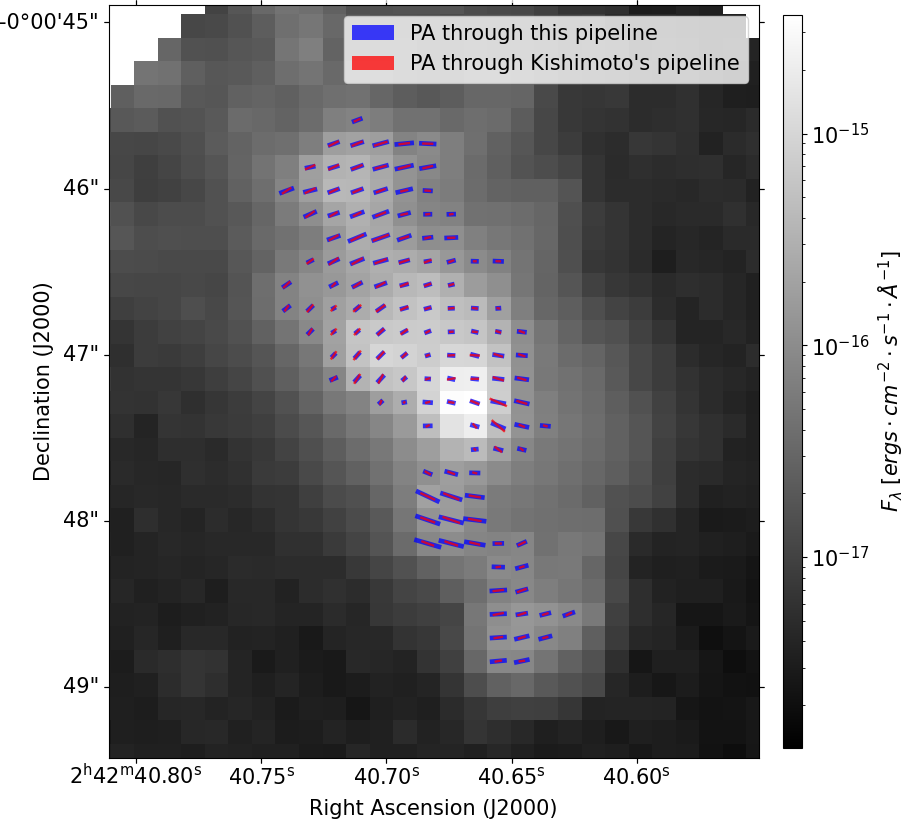 -0°00'45"
PA through this pipeline
PA through Kishimoto's pipeline
46"
47"
48"
49"
Declination (J2000)
2ʰ42ᵐ40.80ˢ
40.75ˢ
40.70ˢ
40.65ˢ
40.60ˢ
Right Ascension (J2000)
10⁻¹⁵
10⁻¹⁶
10⁻¹⁷
F_λ [ergs · cm⁻² · s⁻¹ · Å⁻¹]